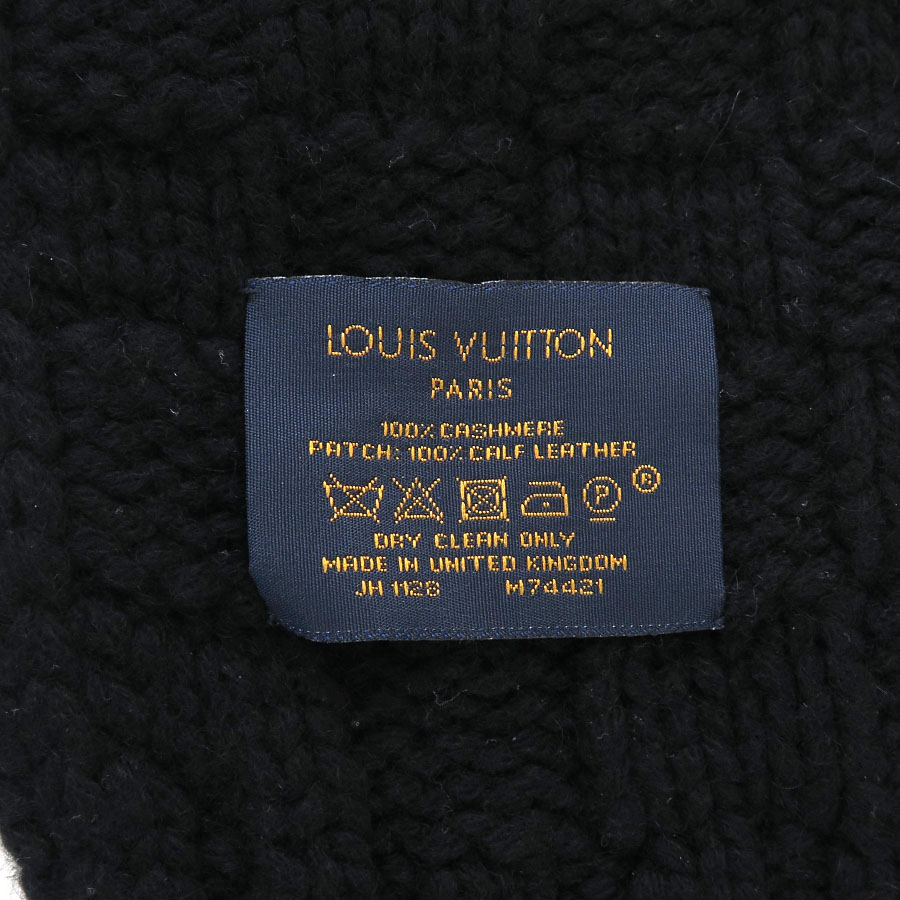 LOUIS VUITTON
PARIS
100% CASHMERE
PATCH: 100% CALF LEATHER
P ®
DRY CLEAN ONLY
MADE IN UNITED KINGDOM
JH 1128 M74421